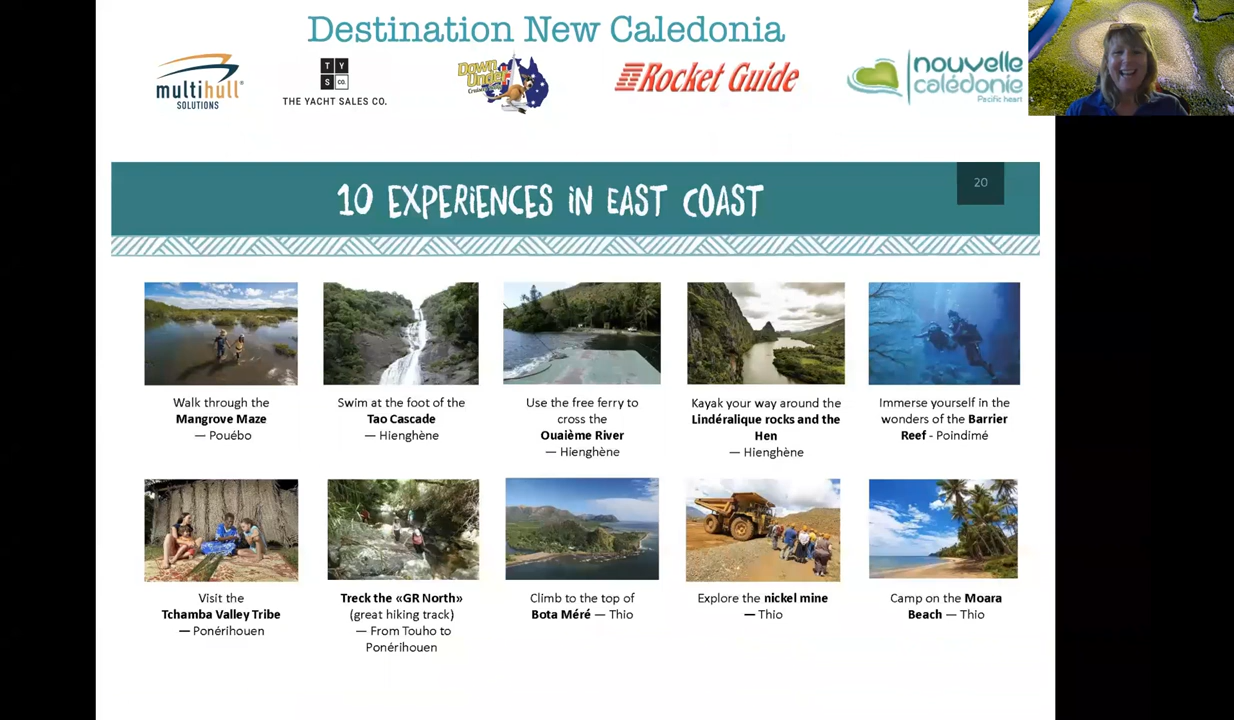 Destination New Caledonia
multihull
SOLUTIONS
TYS CO.
THE YACHT SALES CO.
Down Under
Rocket Guide
nouvelle
calédonie
Pacific heart
10 EXPERIENCES IN EAST COAST
20
Walk through the
Mangrove Maze
— Pouébo
Swim at the foot of the
Tao Cascade
— Hienghène
Use the free ferry to
cross the
Ouaième River
— Hienghène
Kayak your way around the
Lindéralique rocks and the
Hen
— Hienghène
Immerse yourself in the
wonders of the Barrier
Reef - Poindimé
Visit the
Tchamba Valley Tribe
— Ponérihouen
Treck the «GR North»
(great hiking track)
— From Touho to
Ponérihouen
Climb to the top of
Bota Méré — Thio
Explore the nickel mine
— Thio
Camp on the Moara
Beach — Thio